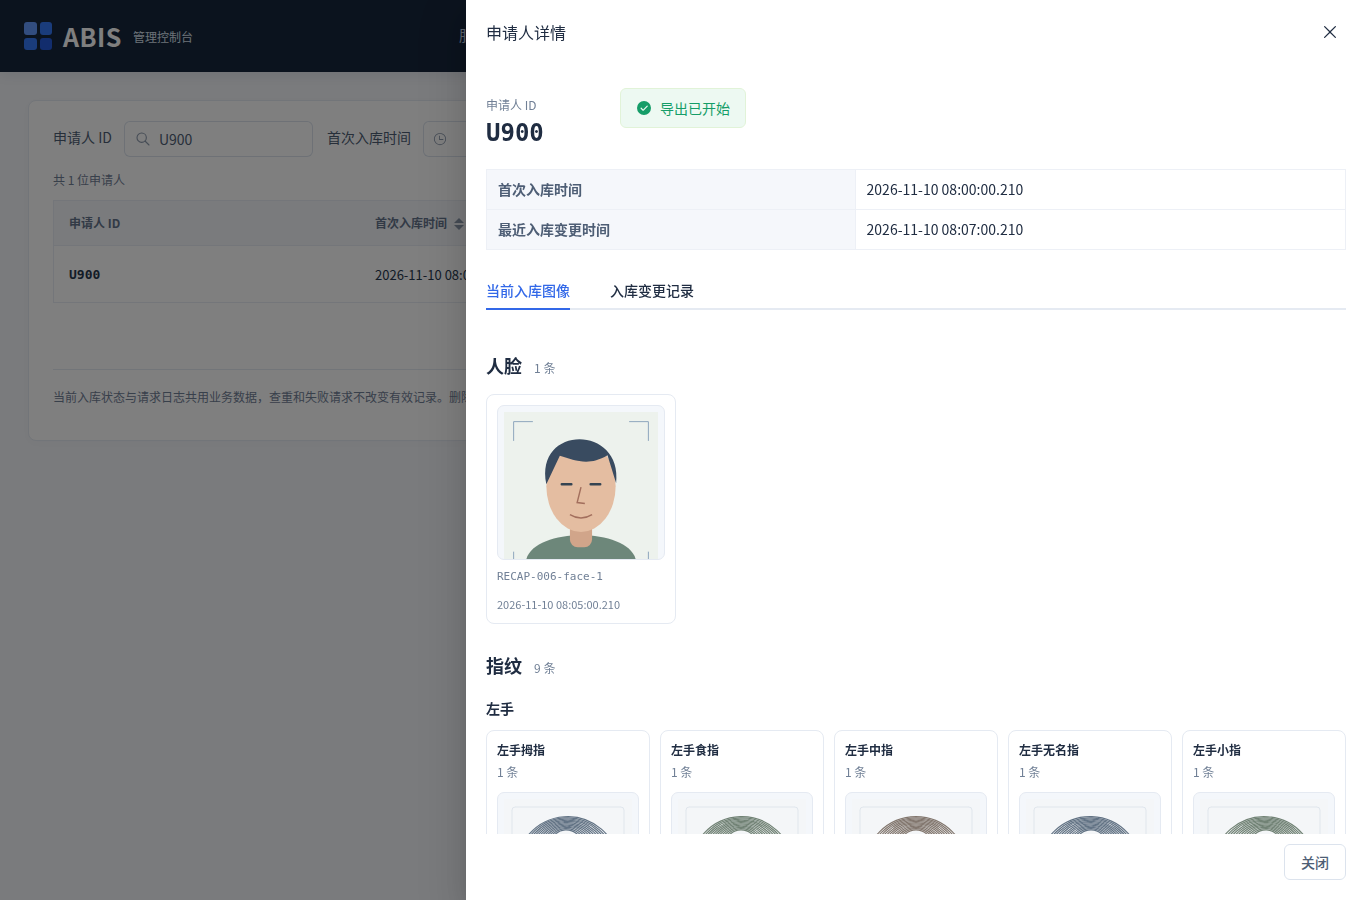 ABIS 管理控制台
申请人 ID U900 首次入库时间
共 1 位申请人
申请人 ID 首次入库时间
U900 2026-11-10 08:0
当前入库状态与请求日志共用业务数据，查重和失败请求不改变有效记录。
申请人详情
导出已开始
申请人 ID
U900
首次入库时间 2026-11-10 08:00:00.210
最近入库变更时间 2026-11-10 08:07:00.210
当前入库图像 入库变更记录
人脸 1 条
RECAP-006-face-1
2026-11-10 08:05:00.210
指纹 9 条
左手
左手拇指 左手食指 左手中指 左手无名指 左手小指
1 条 1 条 1 条 1 条 1 条
关闭